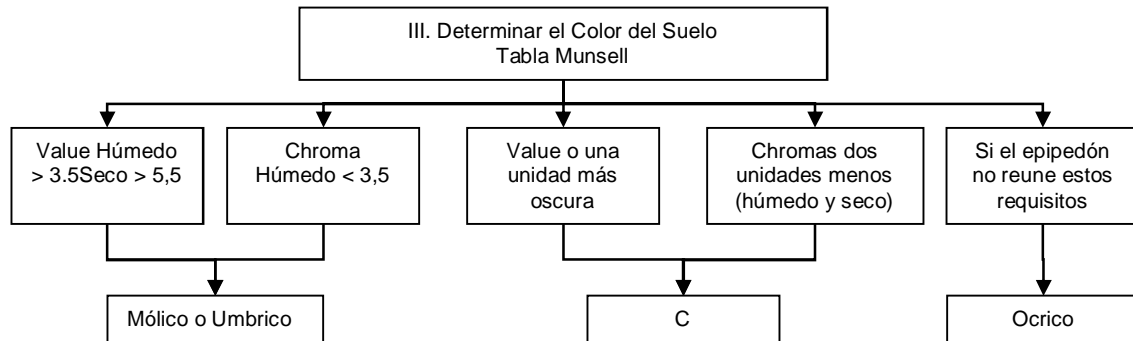 III. Determinar el Color del Suelo
Tabla Munsell
Value Húmedo
> 3.5Seco > 5,5
Chroma
Húmedo < 3,5
Value o una
unidad más
oscura
Chromas dos
unidades menos
(húmedo y seco)
Si el epipedón
no reune estos
requisitos
Mólico o Umbrico
C
Ocrico